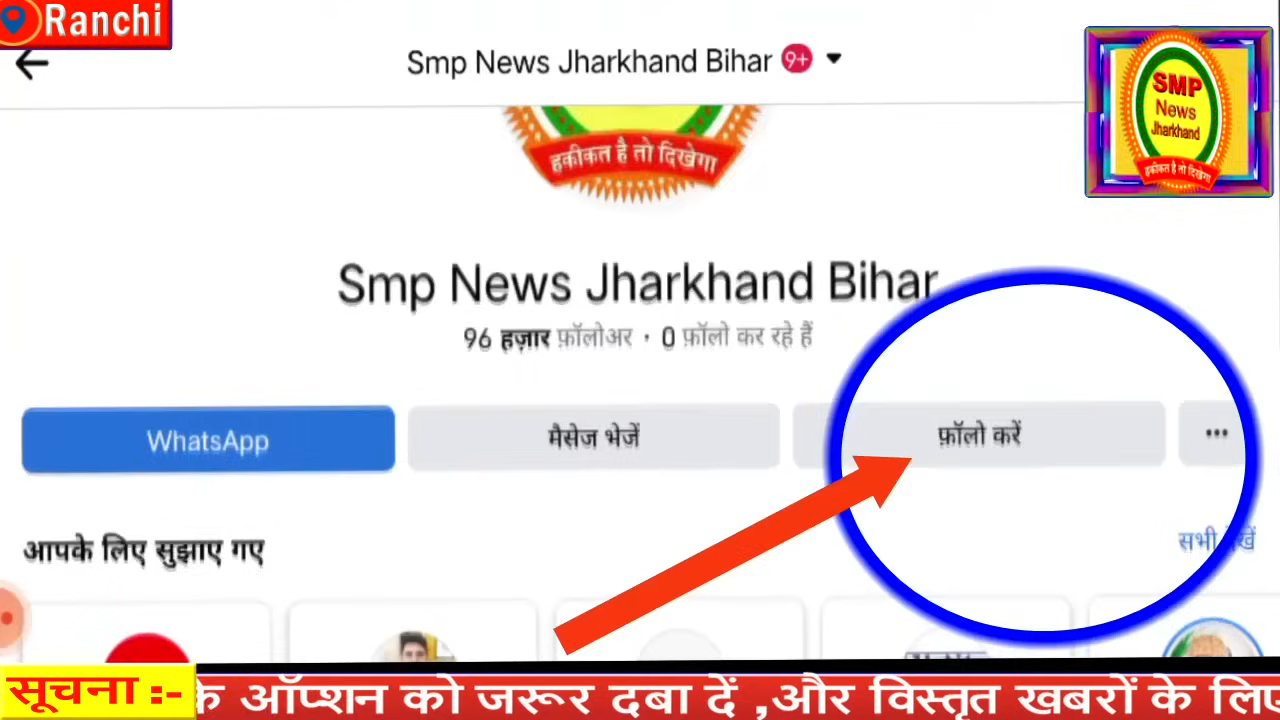 Ranchi
Smp News Jharkhand Bihar 9+
SMP
News
Jharkhand
हकीकत है तो दिखेगा
हकीकत है तो दिखेगा
Smp News Jharkhand Bihar
96 हज़ार फ़ॉलोअर · 0 फ़ॉलो कर रहे हैं
WhatsApp
मैसेज भेजें
फ़ॉलो करें
आपके लिए सुझाए गए
सभी देखें
सूचना :-
के ऑप्शन को जरूर दबा दें ,और विस्तृत खबरों के लिए